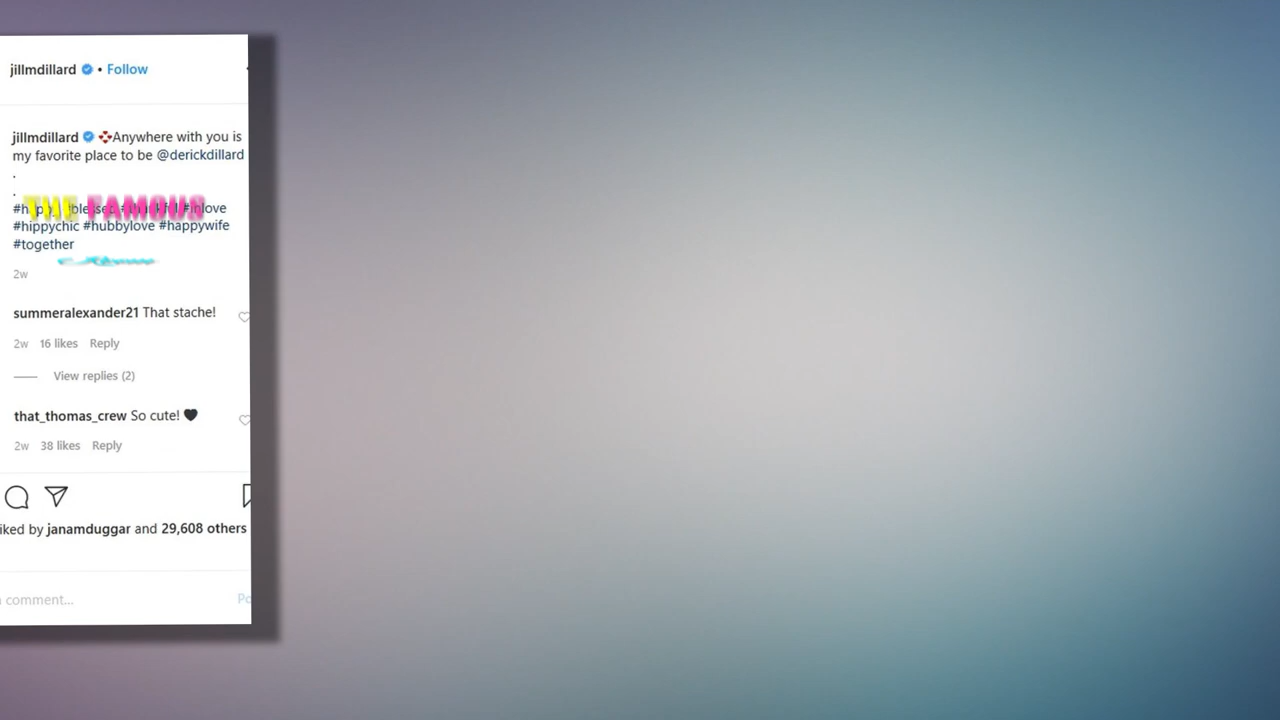 jillmdillard • Follow
jillmdillard Anywhere with you is
my favorite place to be @derickdillard
.
.
THE FAMOUS
#hippychic #hubbylove #happywife
#together
2w
summeralexander21 That stache!
2w 16 likes Reply
View replies (2)
that_thomas_crew So cute! 🖤
2w 38 likes Reply
iked by janamduggar and 29,608 others
comment...